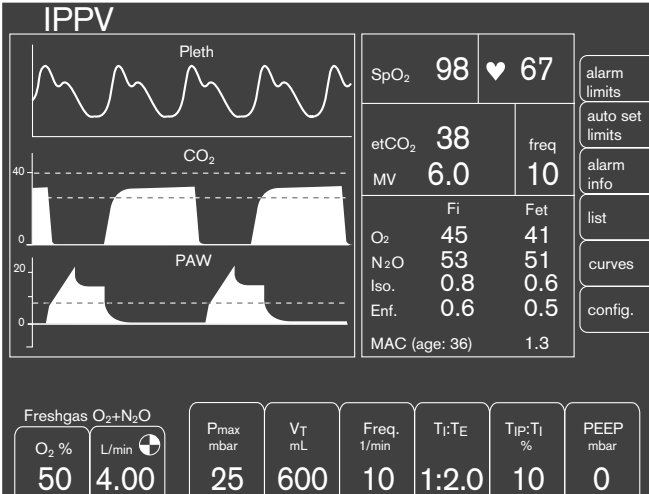 IPPV
Pleth
CO₂
40
0
PAW
20
0
SpO₂ 98 ♥ 67
etCO₂ 38
MV 6.0
freq
10
Fi Fet
O₂ 45 41
N₂O 53 51
Iso. 0.8 0.6
Enf. 0.6 0.5
MAC (age: 36) 1.3
alarm
limits
auto set
limits
alarm
info
list
curves
config.
Freshgas O₂+N₂O
O₂ %
50
L/min
4.00
Pmax
mbar
25
VT
mL
600
Freq.
1/min
10
TI:TE
1:2.0
TIP:TI
%
10
PEEP
mbar
0